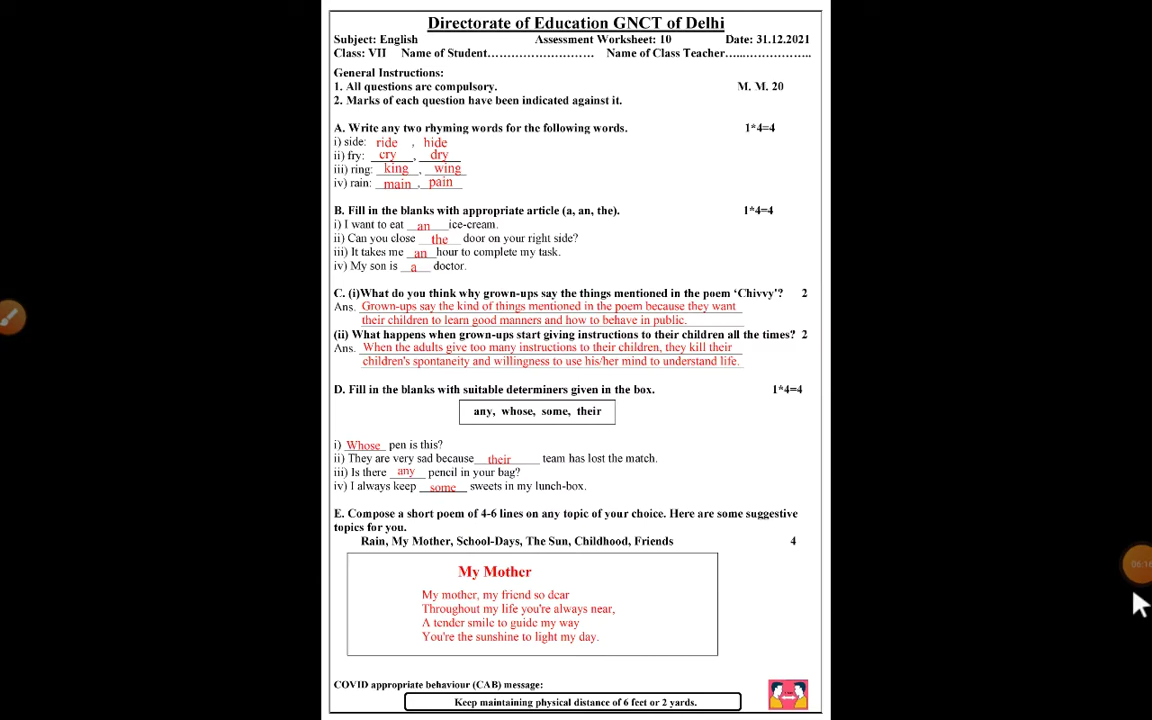 Directorate of Education GNCT of Delhi
Subject: English Assessment Worksheet: 10 Date: 31.12.2021
Class: VII Name of Student............................ Name of Class Teacher.....................
General Instructions:
1. All questions are compulsory. M. M. 20
2. Marks of each question have been indicated against it.
A. Write any two rhyming words for the following words. 1*4=4
i) side: ride , hide
ii) fry: cry , dry
iii) ring: king , wing
iv) rain: main , pain
B. Fill in the blanks with appropriate article (a, an, the). 1*4=4
i) I want to eat an ice-cream.
ii) Can you close the door on your right side?
iii) It takes me an hour to complete my task.
iv) My son is a doctor.
C. (i)What do you think why grown-ups say the things mentioned in the poem ‘Chivvy’? 2
Ans. Grown-ups say the kind of things mentioned in the poem because they want
their children to learn good manners and how to behave in public.
(ii) What happens when grown-ups start giving instructions to their children all the times? 2
Ans. When the adults give too many instructions to their children, they kill their
children's spontaneity and willingness to use his/her mind to understand life.
D. Fill in the blanks with suitable determiners given in the box. 1*4=4
any, whose, some, their
i) Whose pen is this?
ii) They are very sad because their team has lost the match.
iii) Is there any pencil in your bag?
iv) I always keep some sweets in my lunch-box.
E. Compose a short poem of 4-6 lines on any topic of your choice. Here are some suggestive
topics for you.
Rain, My Mother, School-Days, The Sun, Childhood, Friends 4
My Mother
My mother, my friend so dear
Throughout my life you're always near,
A tender smile to guide my way
You're the sunshine to light my day.
COVID appropriate behaviour (CAB) message:
Keep maintaining physical distance of 6 feet or 2 yards.